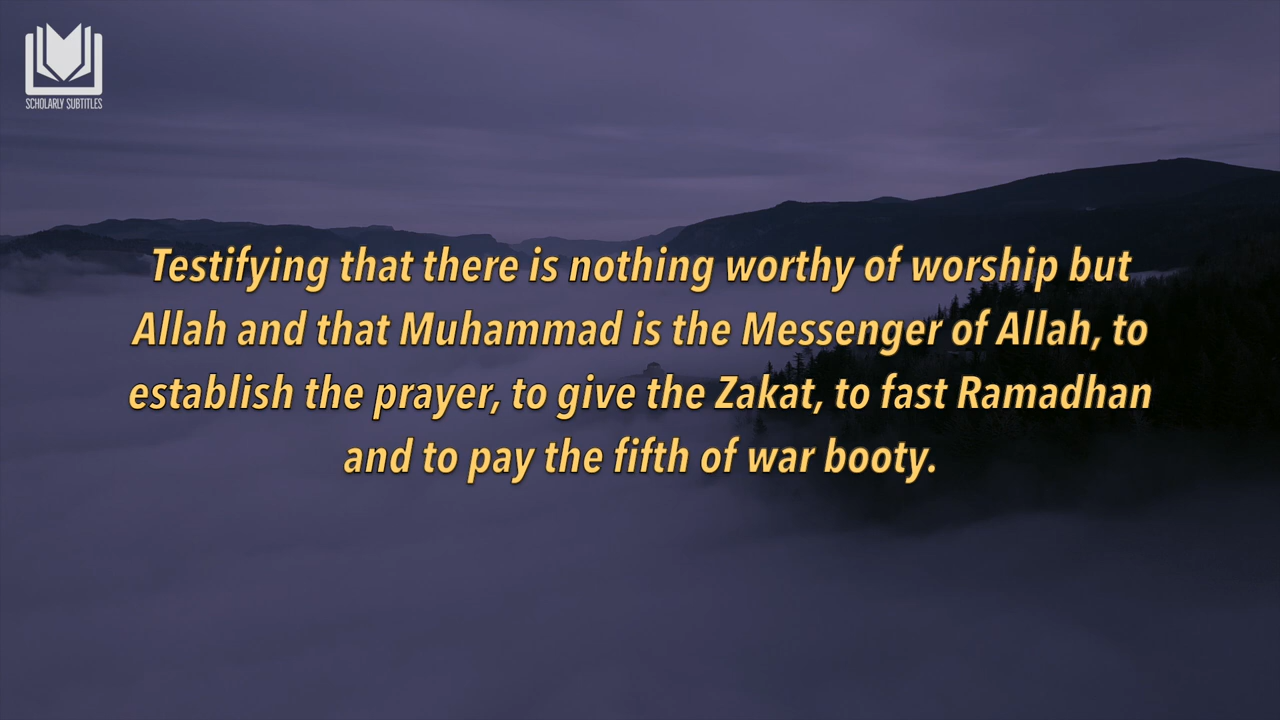 SCHOLARLY SUBTITLES
Testifying that there is nothing worthy of worship but
Allah and that Muhammad is the Messenger of Allah, to
establish the prayer, to give the Zakat, to fast Ramadhan
and to pay the fifth of war booty.